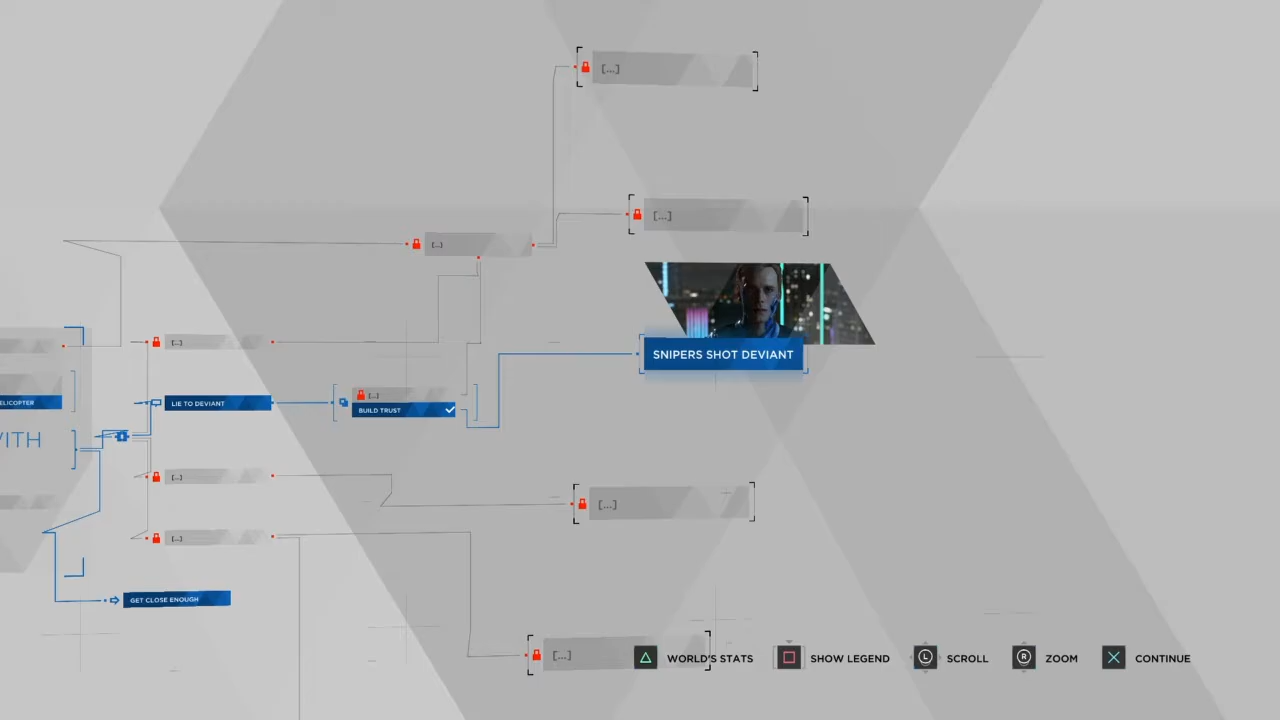 [...]
[...]
[...]
[...]
SNIPERS SHOT DEVIANT
[...]
LIE TO DEVIANT
BUILD TRUST
ELICOPTER
WITH
[...]
[...]
[...]
GET CLOSE ENOUGH
[...]
WORLD'S STATS
L
SHOW LEGEND
SCROLL
R
ZOOM
CONTINUE